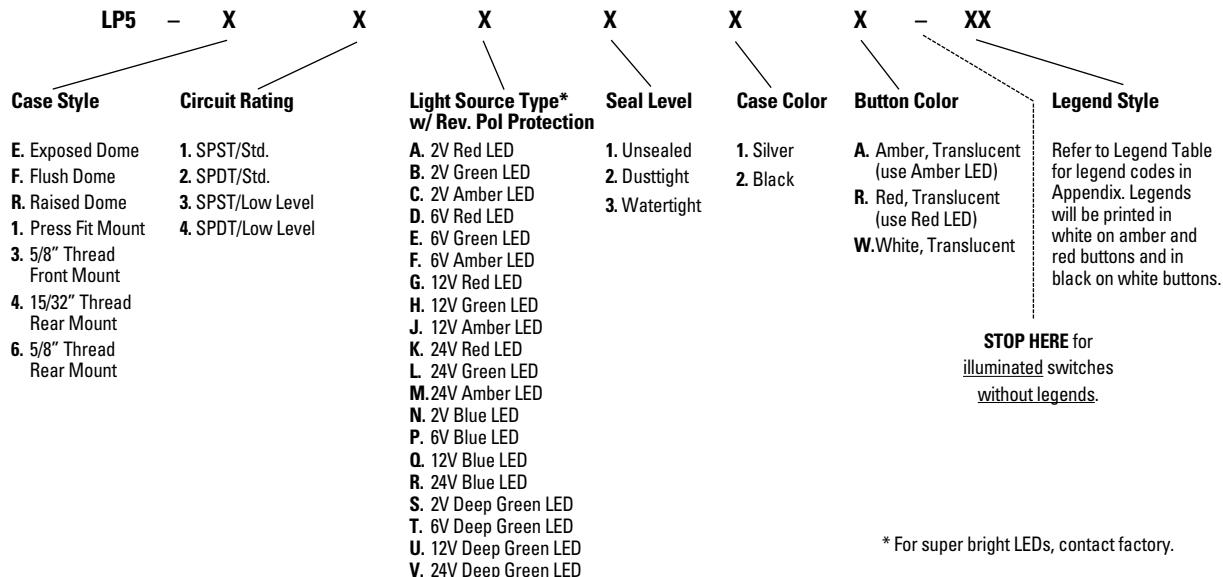 LP5 – X X X X X X – XX
Case Style
E. Exposed Dome
F. Flush Dome
R. Raised Dome
1. Press Fit Mount
3. 5/8" Thread
Front Mount
4. 15/32" Thread
Rear Mount
6. 5/8" Thread
Rear Mount
Circuit Rating
1. SPST/Std.
2. SPDT/Std.
3. SPST/Low Level
4. SPDT/Low Level
Light Source Type*
w/ Rev. Pol Protection
A. 2V Red LED
B. 2V Green LED
C. 2V Amber LED
D. 6V Red LED
E. 6V Green LED
F. 6V Amber LED
G. 12V Red LED
H. 12V Green LED
J. 12V Amber LED
K. 24V Red LED
L. 24V Green LED
M. 24V Amber LED
N. 2V Blue LED
P. 6V Blue LED
Q. 12V Blue LED
R. 24V Blue LED
S. 2V Deep Green LED
T. 6V Deep Green LED
U. 12V Deep Green LED
V. 24V Deep Green LED
Seal Level
1. Unsealed
2. Dusttight
3. Watertight
Case Color
1. Silver
2. Black
Button Color
A. Amber, Translucent
(use Amber LED)
R. Red, Translucent
(use Red LED)
W. White, Translucent
Legend Style
Refer to Legend Table
for legend codes in
Appendix. Legends
will be printed in
white on amber and
red buttons and in
black on white buttons.
STOP HERE for
illuminated switches
without legends.
* For super bright LEDs, contact factory.